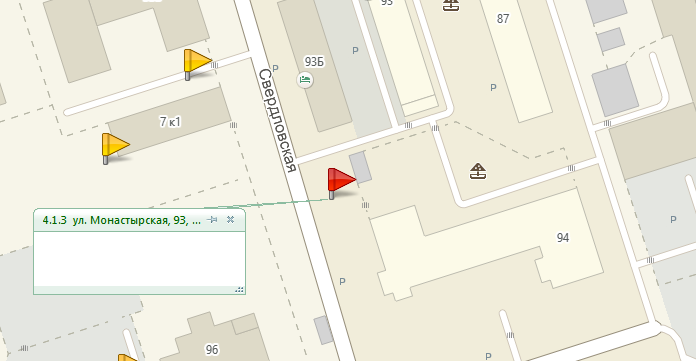 93
87
93Б
P
P
P
Свердловская
7 к1
4.1.3 ул. Монастырская, 93, ...
94
P
P
96
P